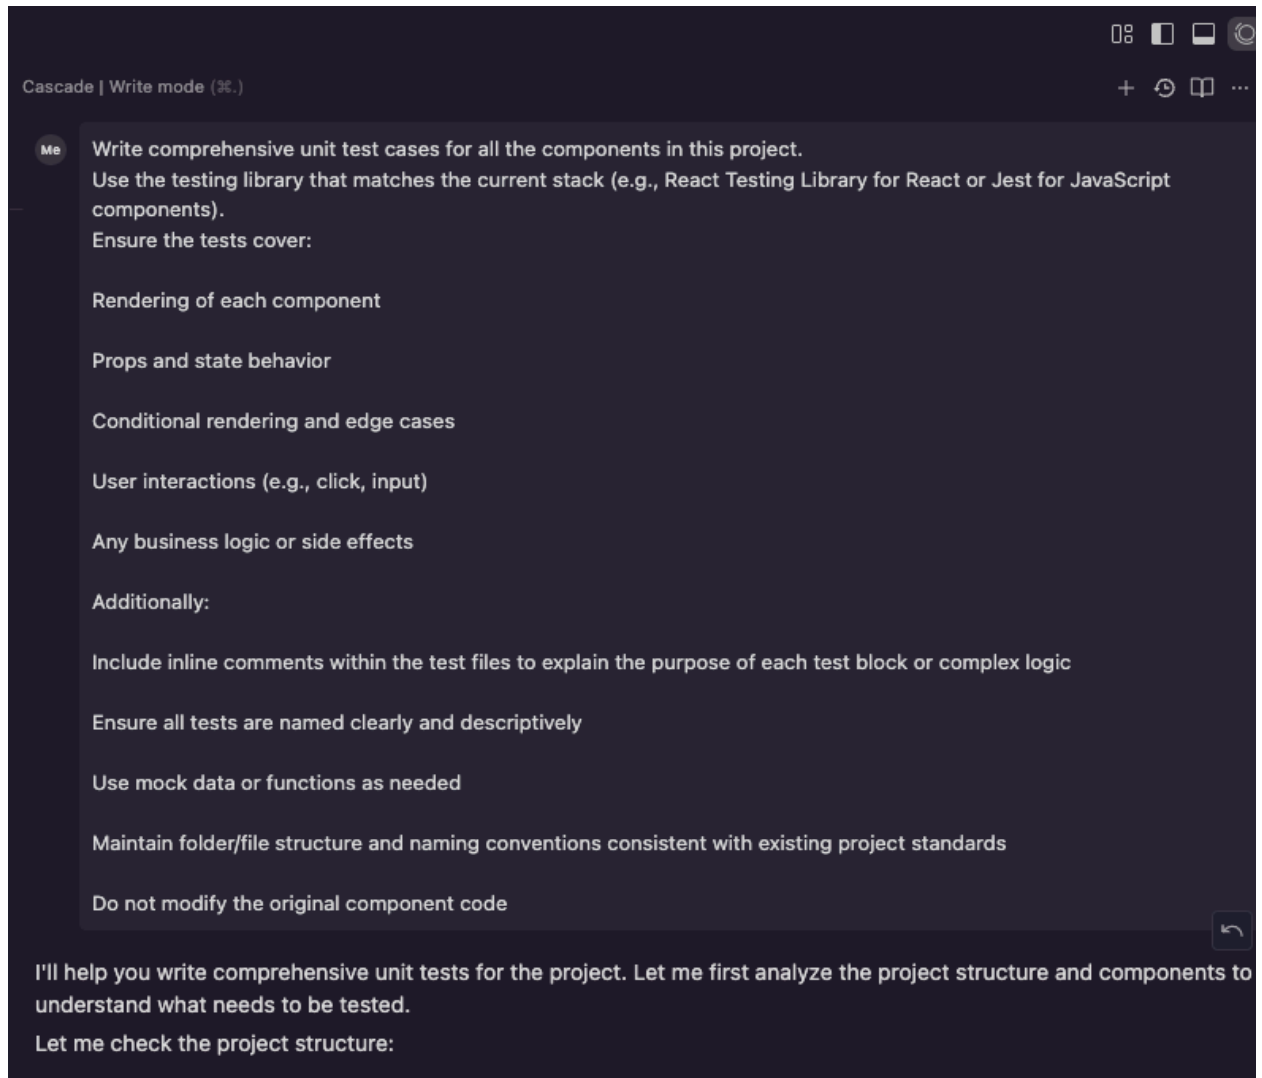 Cascade | Write mode (⌘.)
Me
Write comprehensive unit test cases for all the components in this project.
Use the testing library that matches the current stack (e.g., React Testing Library for React or Jest for JavaScript
components).
Ensure the tests cover:
Rendering of each component
Props and state behavior
Conditional rendering and edge cases
User interactions (e.g., click, input)
Any business logic or side effects
Additionally:
Include inline comments within the test files to explain the purpose of each test block or complex logic
Ensure all tests are named clearly and descriptively
Use mock data or functions as needed
Maintain folder/file structure and naming conventions consistent with existing project standards
Do not modify the original component code
I'll help you write comprehensive unit tests for the project. Let me first analyze the project structure and components to
understand what needs to be tested.
Let me check the project structure: